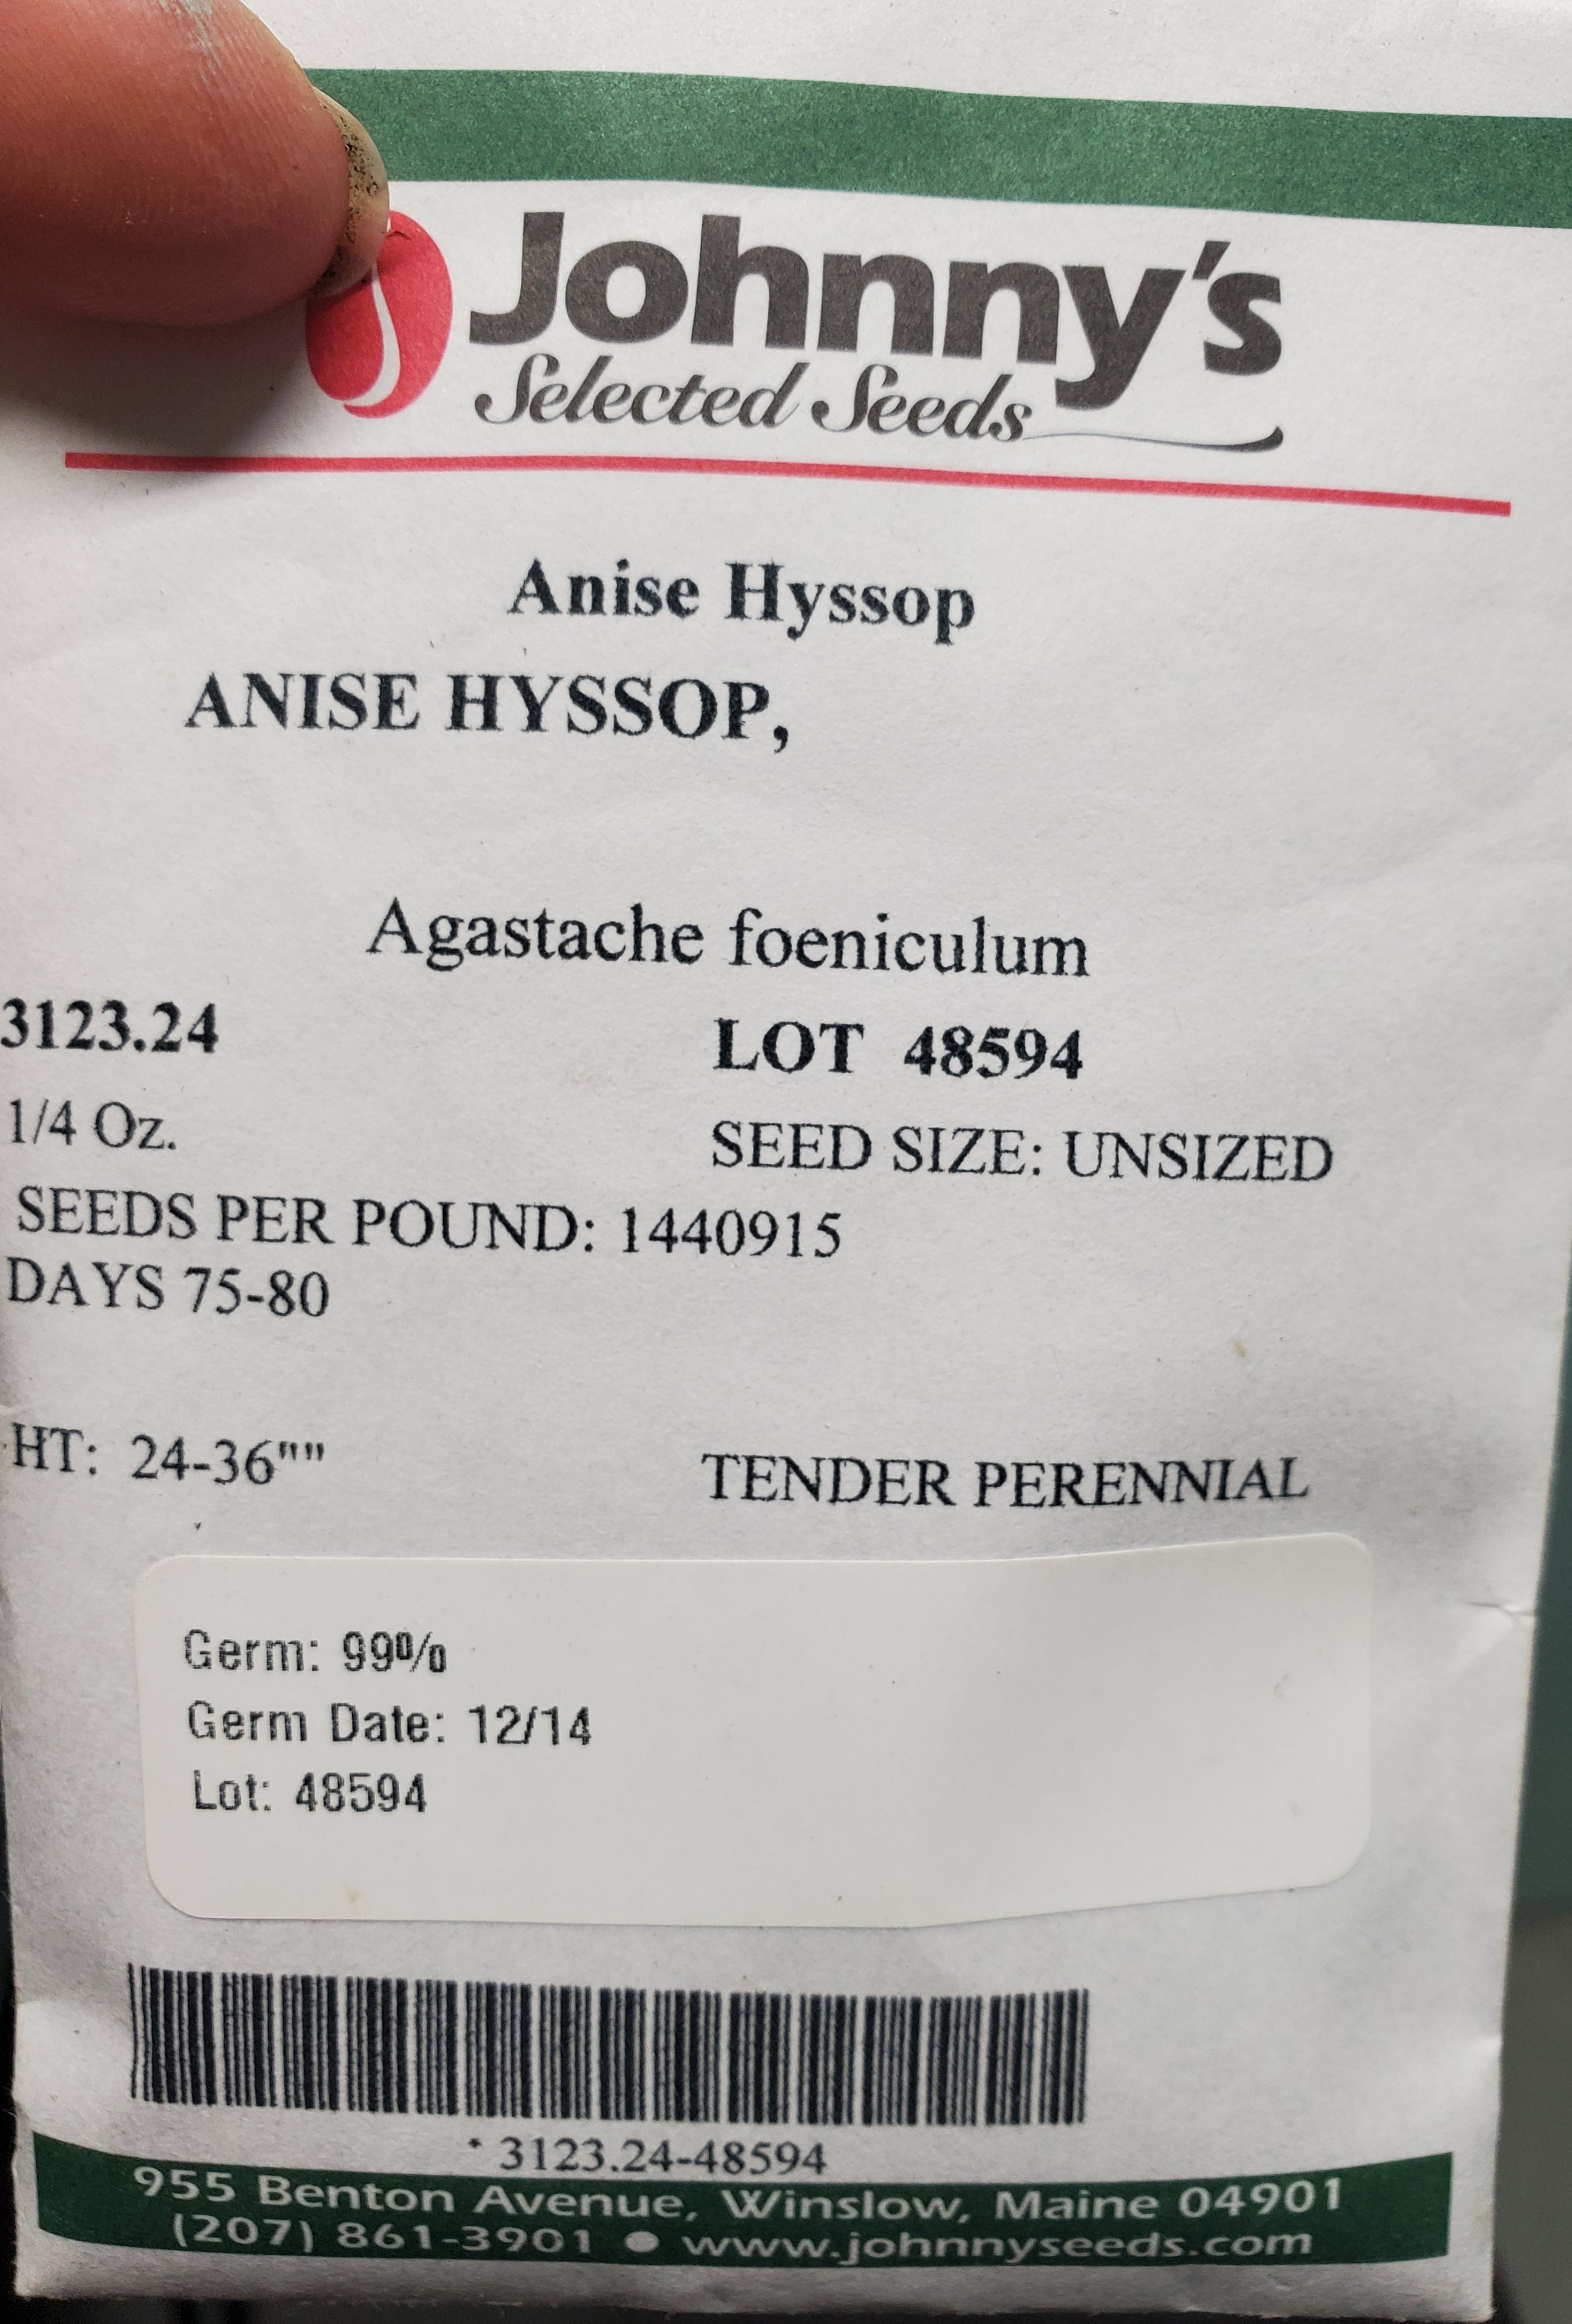 Johnny's
Selected Seeds
Anise Hyssop
ANISE HYSSOP,
Agastache foeniculum
3123.24 LOT 48594
1/4 Oz. SEED SIZE: UNSIZED
SEEDS PER POUND: 1440915
DAYS 75-80
HT: 24-36"" TENDER PERENNIAL
Germ: 99%
Germ Date: 12/14
Lot: 48594
* 3123.24-48594
955 Benton Avenue, Winslow, Maine 04901
(207) 861-3901 ● www.johnnyseeds.com